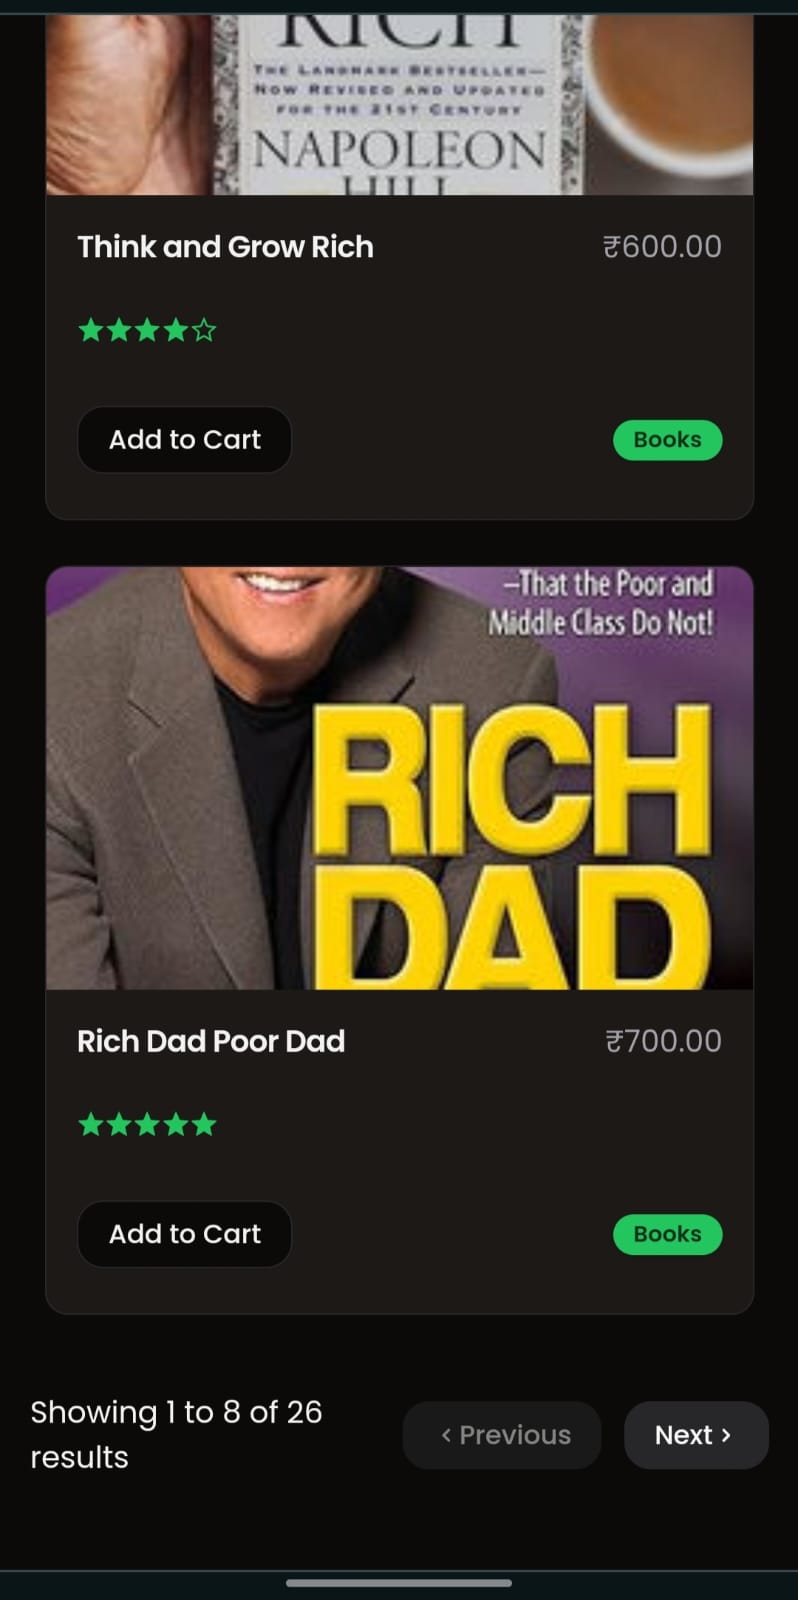 RICH
THE LANDMARK BESTSELLER—
NOW REVISED AND UPDATED
FOR THE 21ST CENTURY
NAPOLEON
HILL
Think and Grow Rich
₹600.00
Add to Cart
Books
—That the Poor and
Middle Class Do Not!
RICH
DAD
Rich Dad Poor Dad
₹700.00
Add to Cart
Books
Showing 1 to 8 of 26
results
‹ Previous
Next ›